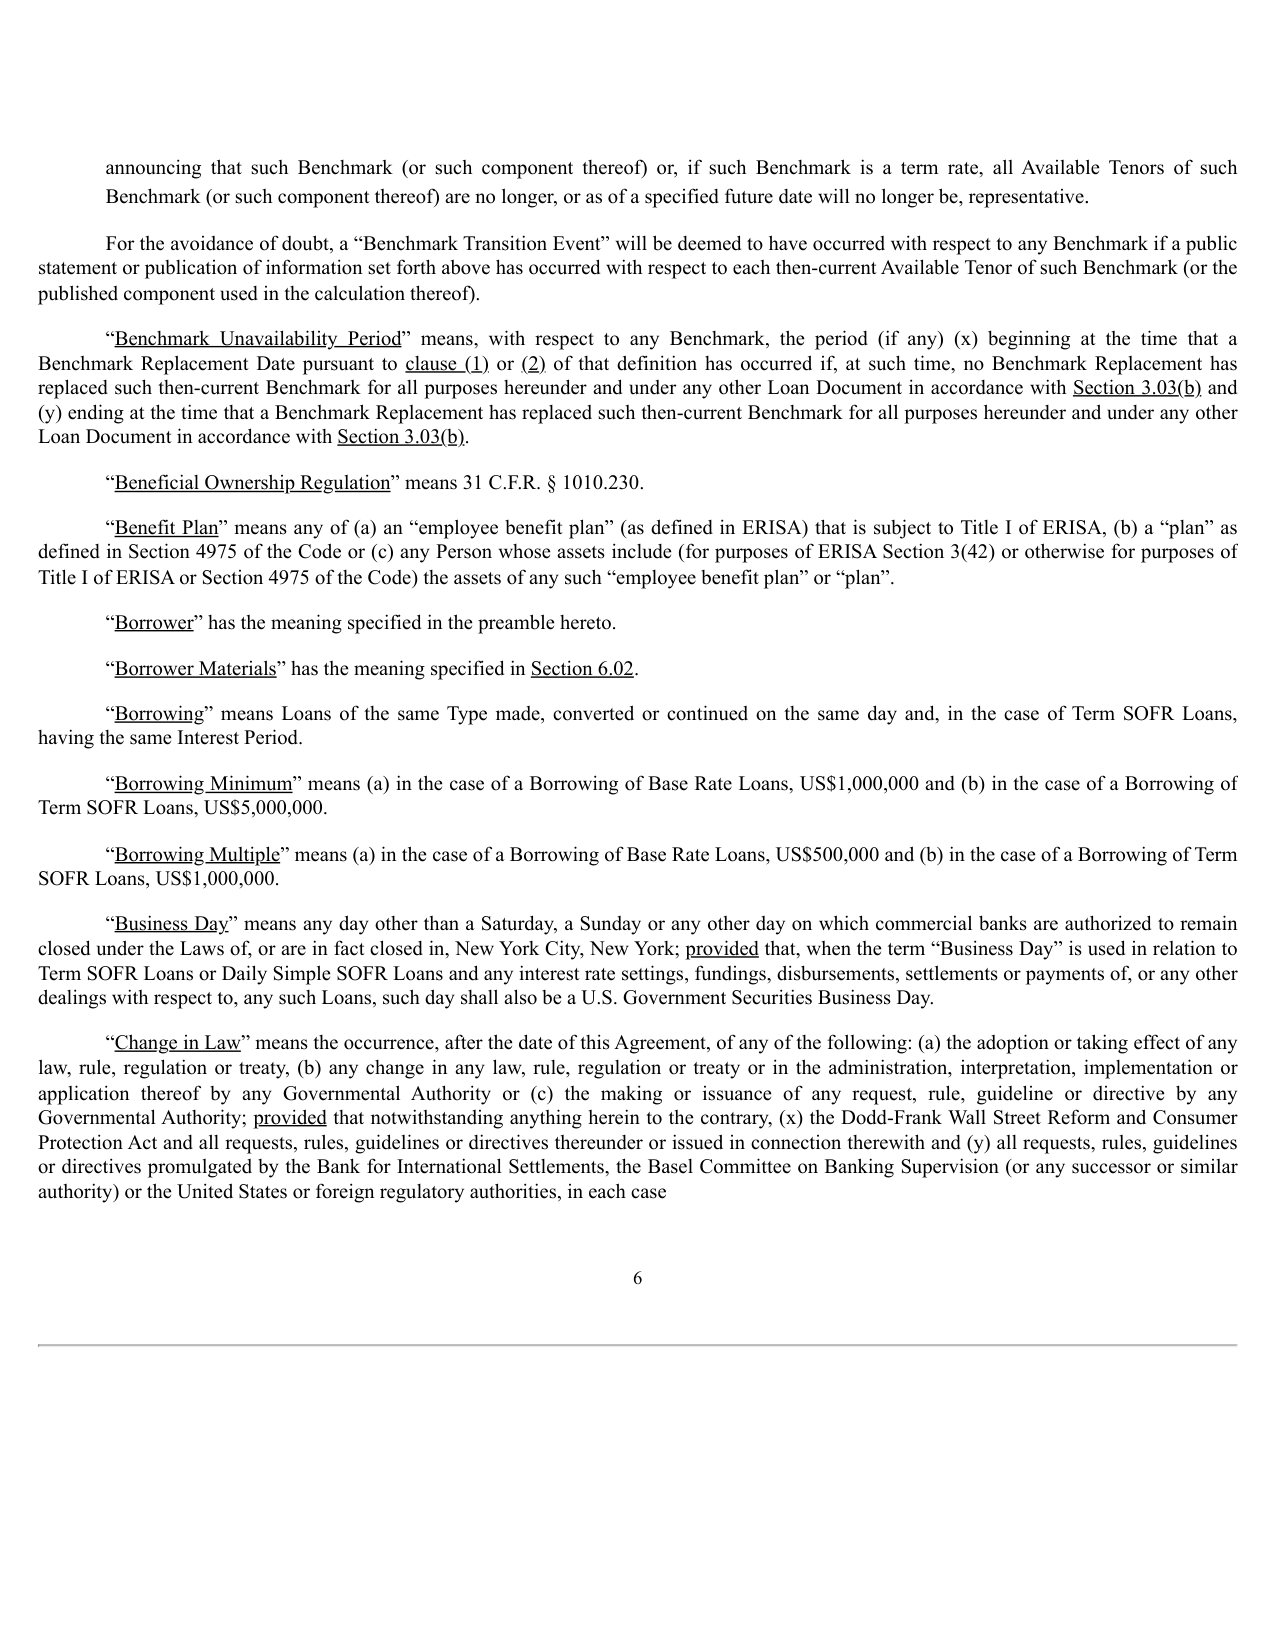 announcing that such Benchmark (or such component thereof) or, if such Benchmark is a term rate, all Available Tenors of such
Benchmark (or such component thereof) are no longer, or as of a specified future date will no longer be, representative.
For the avoidance of doubt, a “Benchmark Transition Event” will be deemed to have occurred with respect to any Benchmark if a public
statement or publication of information set forth above has occurred with respect to each then-current Available Tenor of such Benchmark (or the
published component used in the calculation thereof).
“Benchmark Unavailability Period” means, with respect to any Benchmark, the period (if any) (x) beginning at the time that a
Benchmark Replacement Date pursuant to clause (1) or (2) of that definition has occurred if, at such time, no Benchmark Replacement has
replaced such then-current Benchmark for all purposes hereunder and under any other Loan Document in accordance with Section 3.03(b) and
(y) ending at the time that a Benchmark Replacement has replaced such then-current Benchmark for all purposes hereunder and under any other
Loan Document in accordance with Section 3.03(b).
“Beneficial Ownership Regulation” means 31 C.F.R. § 1010.230.
“Benefit Plan” means any of (a) an “employee benefit plan” (as defined in ERISA) that is subject to Title I of ERISA, (b) a “plan” as
defined in Section 4975 of the Code or (c) any Person whose assets include (for purposes of ERISA Section 3(42) or otherwise for purposes of
Title I of ERISA or Section 4975 of the Code) the assets of any such “employee benefit plan” or “plan”.
“Borrower” has the meaning specified in the preamble hereto.
“Borrower Materials” has the meaning specified in Section 6.02.
“Borrowing” means Loans of the same Type made, converted or continued on the same day and, in the case of Term SOFR Loans,
having the same Interest Period.
“Borrowing Minimum” means (a) in the case of a Borrowing of Base Rate Loans, US$1,000,000 and (b) in the case of a Borrowing of
Term SOFR Loans, US$5,000,000.
“Borrowing Multiple” means (a) in the case of a Borrowing of Base Rate Loans, US$500,000 and (b) in the case of a Borrowing of Term
SOFR Loans, US$1,000,000.
“Business Day” means any day other than a Saturday, a Sunday or any other day on which commercial banks are authorized to remain
closed under the Laws of, or are in fact closed in, New York City, New York; provided that, when the term “Business Day” is used in relation to
Term SOFR Loans or Daily Simple SOFR Loans and any interest rate settings, fundings, disbursements, settlements or payments of, or any other
dealings with respect to, any such Loans, such day shall also be a U.S. Government Securities Business Day.
“Change in Law” means the occurrence, after the date of this Agreement, of any of the following: (a) the adoption or taking effect of any
law, rule, regulation or treaty, (b) any change in any law, rule, regulation or treaty or in the administration, interpretation, implementation or
application thereof by any Governmental Authority or (c) the making or issuance of any request, rule, guideline or directive by any
Governmental Authority; provided that notwithstanding anything herein to the contrary, (x) the Dodd-Frank Wall Street Reform and Consumer
Protection Act and all requests, rules, guidelines or directives thereunder or issued in connection therewith and (y) all requests, rules, guidelines
or directives promulgated by the Bank for International Settlements, the Basel Committee on Banking Supervision (or any successor or similar
authority) or the United States or foreign regulatory authorities, in each case
6